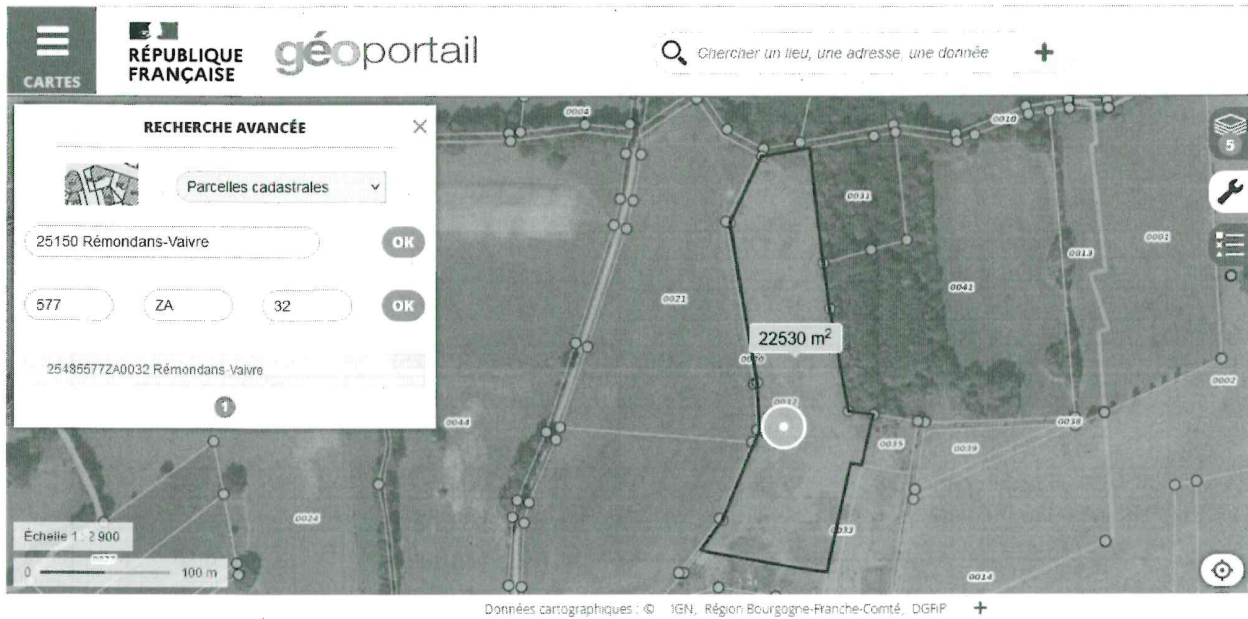 CARTES
RÉPUBLIQUE
FRANÇAISE
géoportail
Chercher un lieu, une adresse, une donnée
RECHERCHE AVANCÉE
Parcelles cadastrales
25150 Rémondans-Vaivre
OK
577
ZA
32
OK
25485577ZA0032 Rémondans-Vaivre
1
5
0004
0010
0031
0001
0013
0021
0041
22530 m²
0032
0002
0044
0038
0035
0039
0024
0033
0014
Échelle 1 : 2 900
0 100 m
Données cartographiques : © IGN, Région Bourgogne-Franche-Comté, DGFiP